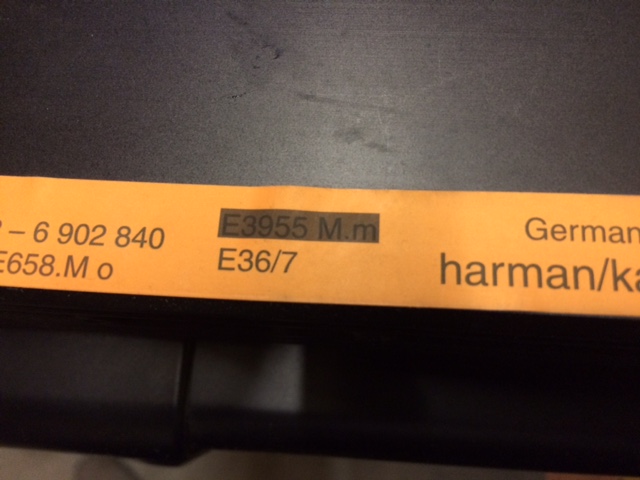 – 6 902 840
E658.M o
E3955 M.m
E36/7
German
harman/ka